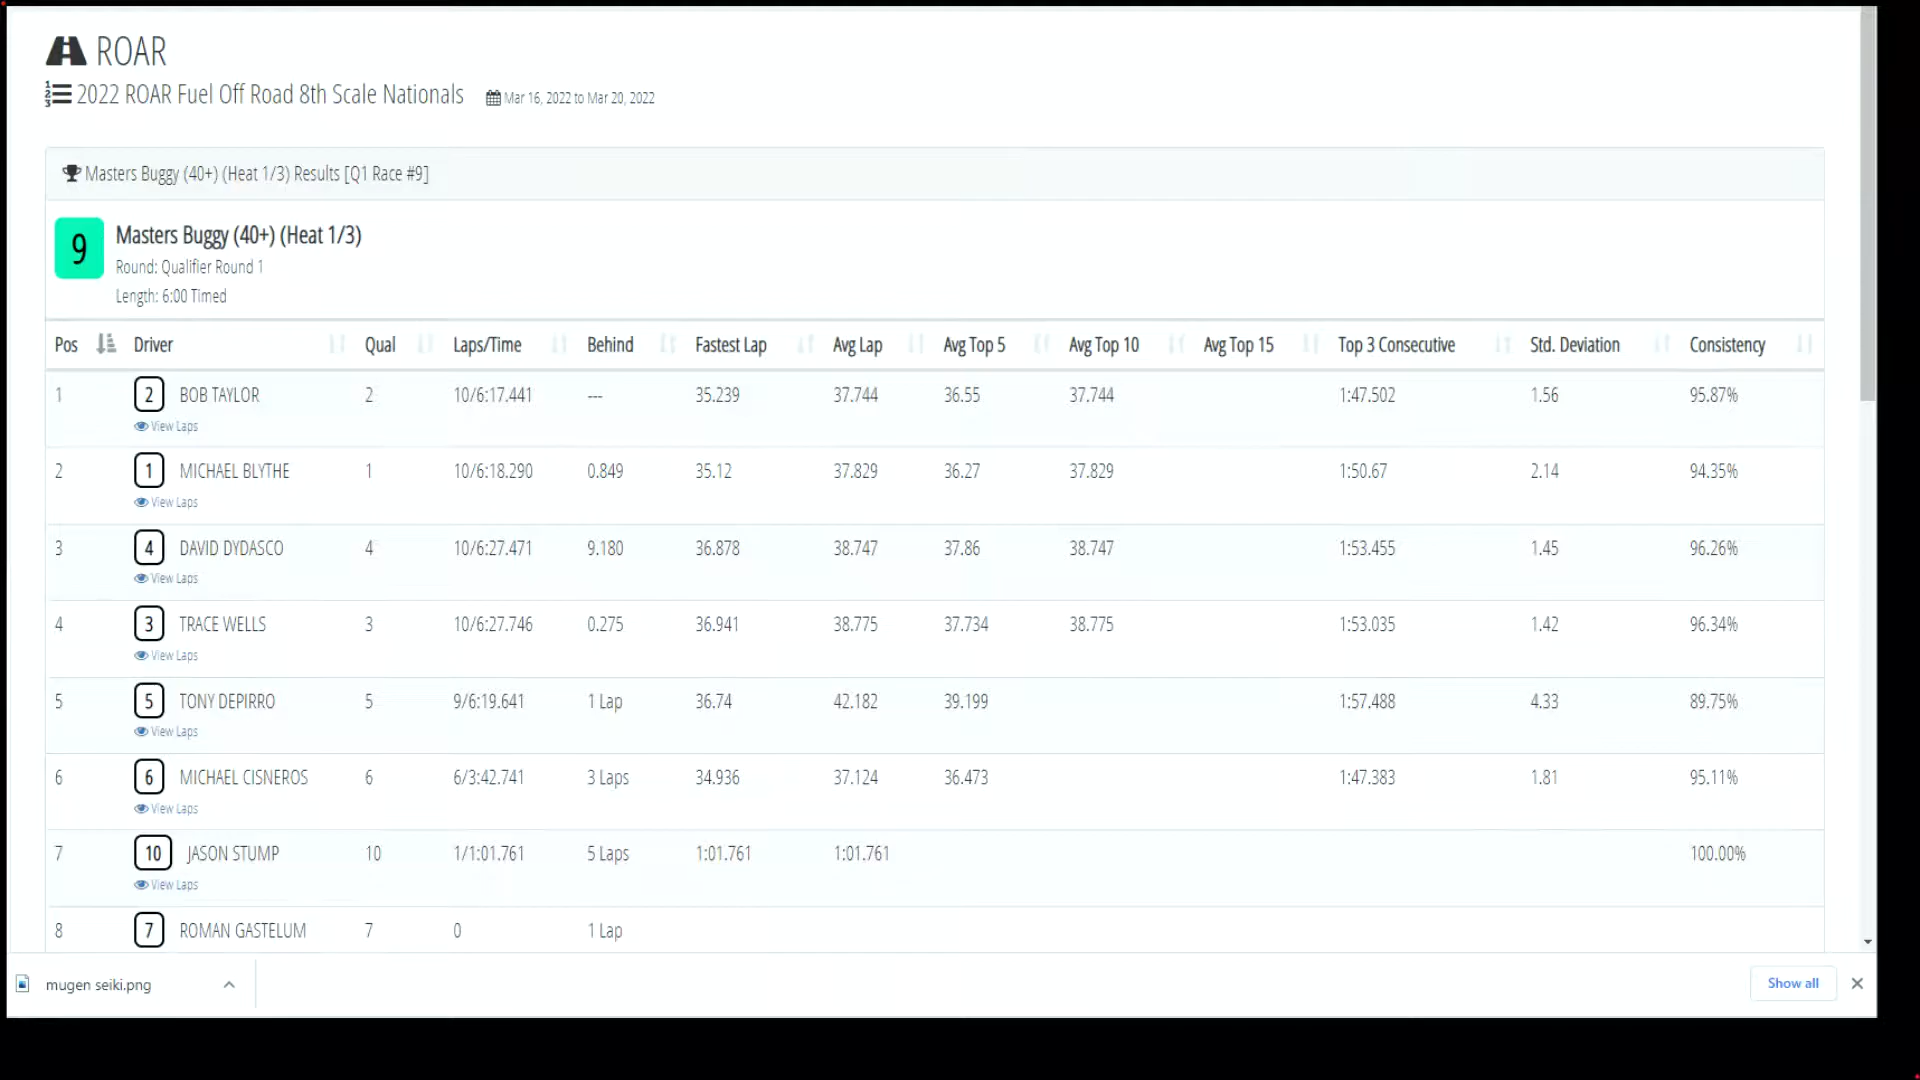 ROAR
2022 ROAR Fuel Off Road 8th Scale Nationals Mar 16, 2022 to Mar 20, 2022
Masters Buggy (40+) (Heat 1/3) Results [Q1 Race #9]
9 Masters Buggy (40+) (Heat 1/3)
Round: Qualifier Round 1
Length: 6:00 Timed
Pos Driver Qual Laps/Time Behind Fastest Lap Avg Lap Avg Top 5 Avg Top 10 Avg Top 15 Top 3 Consecutive Std. Deviation Consistency
1 2 BOB TAYLOR 2 10/6:17.441 --- 35.239 37.744 36.55 37.744 1:47.502 1.56 95.87%
View Laps
2 1 MICHAEL BLYTHE 1 10/6:18.290 0.849 35.12 37.829 36.27 37.829 1:50.67 2.14 94.35%
View Laps
3 4 DAVID DYDASCO 4 10/6:27.471 9.180 36.878 38.747 37.86 38.747 1:53.455 1.45 96.26%
View Laps
4 3 TRACE WELLS 3 10/6:27.746 0.275 36.941 38.775 37.734 38.775 1:53.035 1.42 96.34%
View Laps
5 5 TONY DEPIRRO 5 9/6:19.641 1 Lap 36.74 42.182 39.199 1:57.488 4.33 89.75%
View Laps
6 6 MICHAEL CISNEROS 6 6/3:42.741 3 Laps 34.936 37.124 36.473 1:47.383 1.81 95.11%
View Laps
7 10 JASON STUMP 10 1/1:01.761 5 Laps 1:01.761 1:01.761 100.00%
View Laps
8 7 ROMAN GASTELUM 7 0 1 Lap
mugen seiki.png Show all